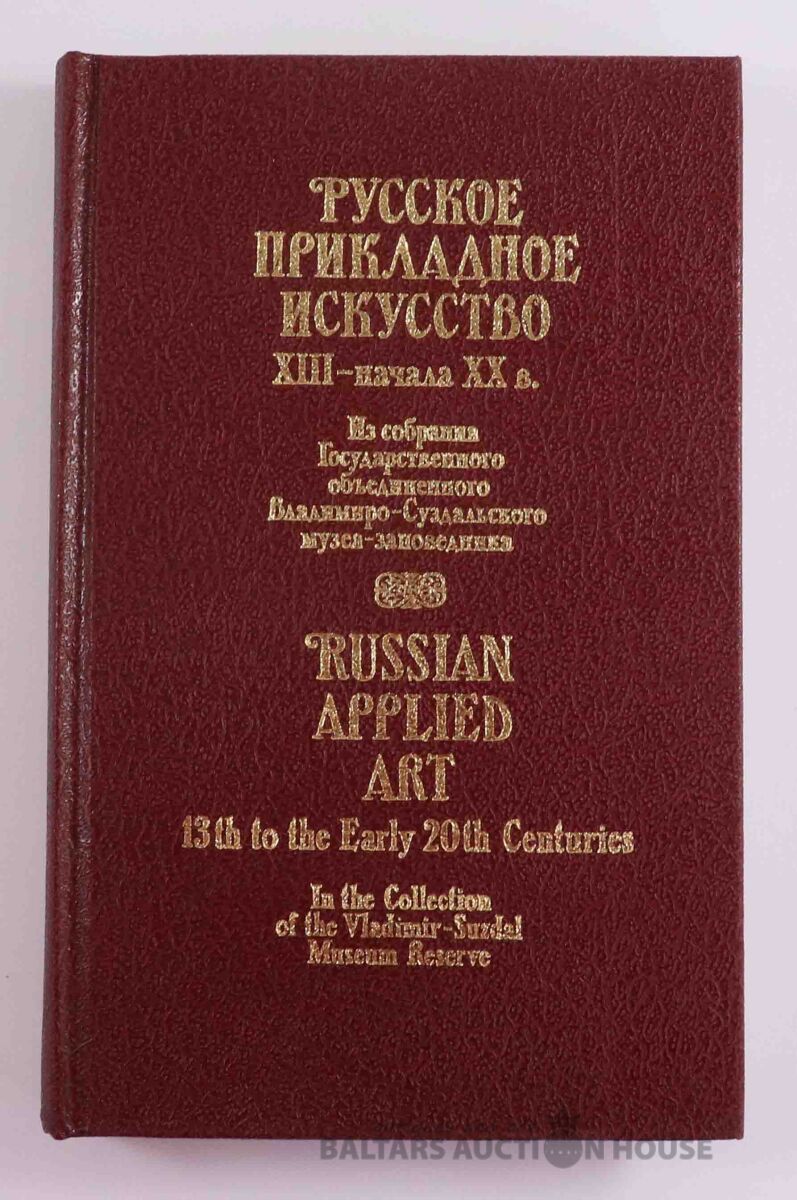 РУССКОЕ
ПРИКЛАДНОЕ
ИСКУССТВО
XIII-начала XX в.
Из собрания
Государственного
объединенного
Владимиро-Суздальского
музея-заповедника
RUSSIAN
APPLIED
ART
13th to the Early 20th Centuries
In the Collection
of the Vladimir-Suzdal
Museum Reserve
BALTARS AUCTION HOUSE